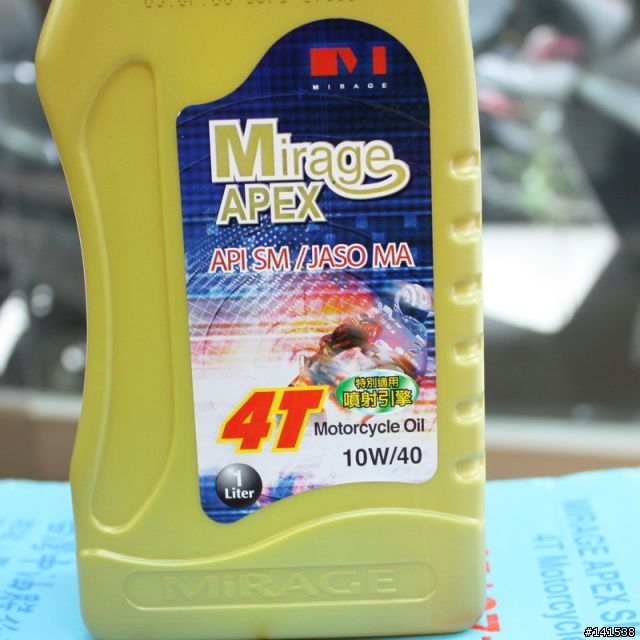 MIRAGE
Mirage
APEX
API SM / JASO MA
特別適用
噴射引擎
4T
Motorcycle Oil
10W/40
1
Liter
MiRAGE
MIRAGE APEX
4T Motorcyc
#141538